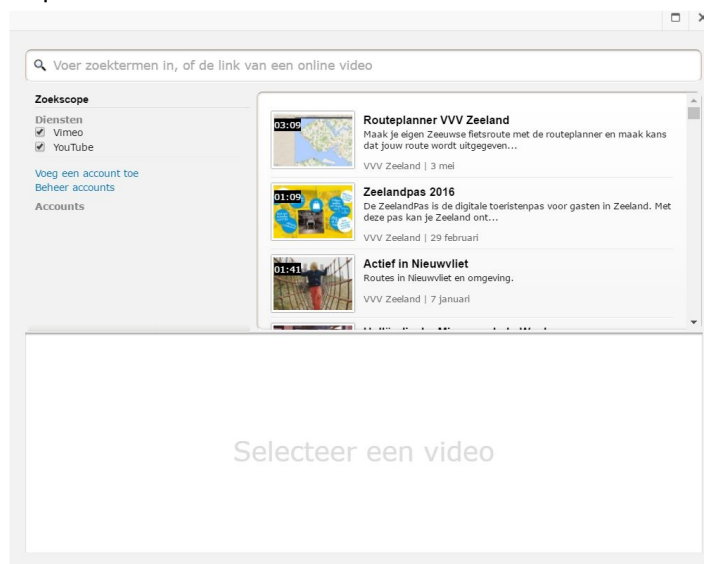 Voer zoektermen in, of de link van een online video
Zoekscope
Diensten
Vimeo
YouTube
Voeg een account toe
Beheer accounts
Accounts
03:09
Routeplanner VVV Zeeland
Maak je eigen Zeeuwse fietsroute met de routeplanner en maak kans
dat jouw route wordt uitgegeven...
VVV Zeeland | 3 mei
01:09
Zeelandpas 2016
De ZeelandPas is de digitale toeristenpas voor gasten in Zeeland. Met
deze pas kan je Zeeland ont...
VVV Zeeland | 29 februari
01:41
Actief in Nieuwvliet
Routes in Nieuwvliet en omgeving.
VVV Zeeland | 7 januari
Selecteer een video